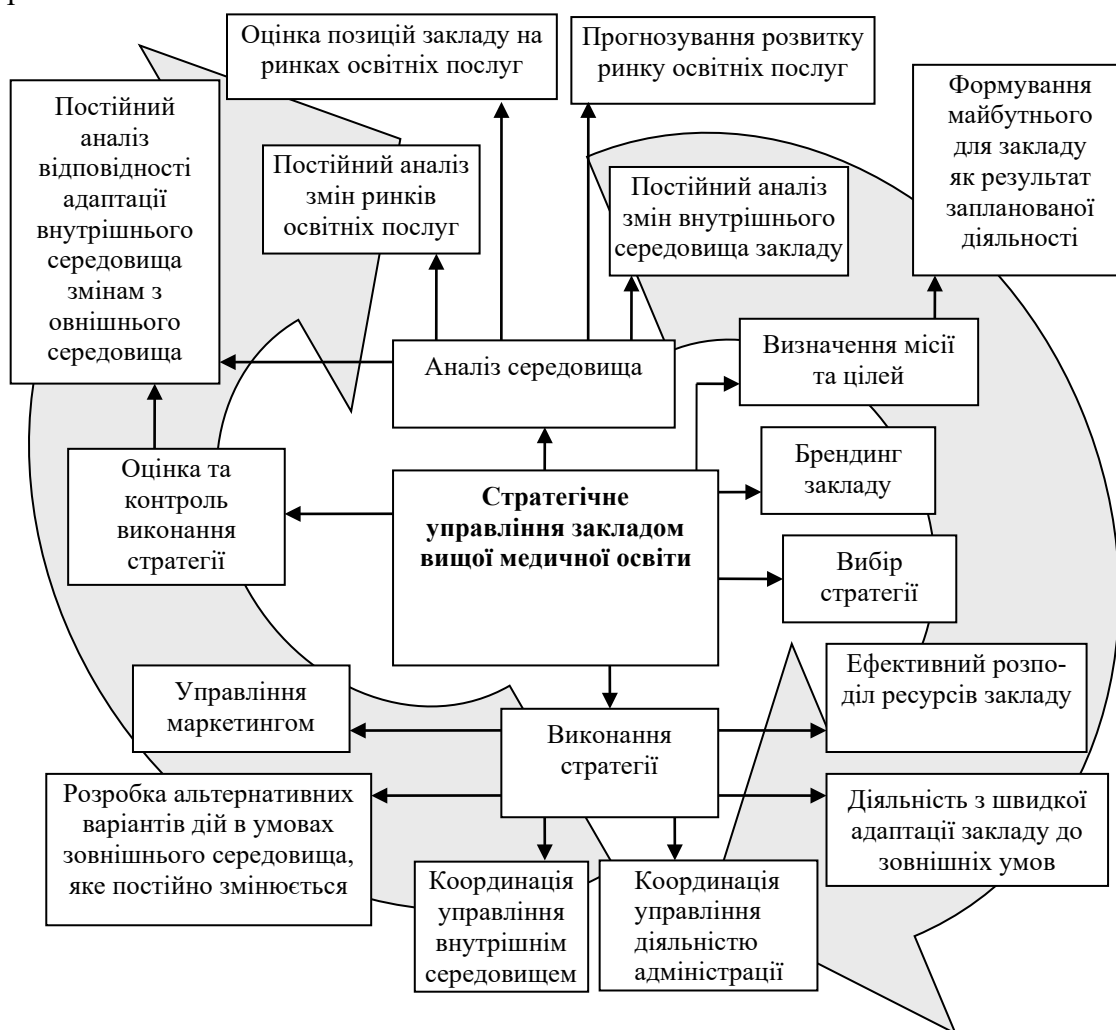 Оцінка позицій закладу на
ринках освітніх послуг
Прогнозування розвитку
ринку освітніх послуг
Постійний
аналіз
відповідності
адаптації
внутрішнього
середовища
змінам з
овнішнього
середовища
Постійний аналіз
змін ринків
освітніх послуг
Постійний аналіз
змін внутрішнього
середовища закладу
Формування
майбутнього
для закладу
як результат
запланованої
діяльності
Аналіз середовища
Визначення місії
та цілей
Оцінка та
контроль
виконання
стратегії
Стратегічне
управління закладом
вищої медичної освіти
Брендинг
закладу
Вибір
стратегії
Управління
маркетингом
Виконання
стратегії
Ефективний розпо-
діл ресурсів закладу
Розробка альтернативних
варіантів дій в умовах
зовнішнього середовища,
яке постійно змінюється
Координація
управління
внутрішнім
середовищем
Координація
управління
діяльністю
адміністрації
Діяльність з швидкої
адаптації закладу до
зовнішніх умов